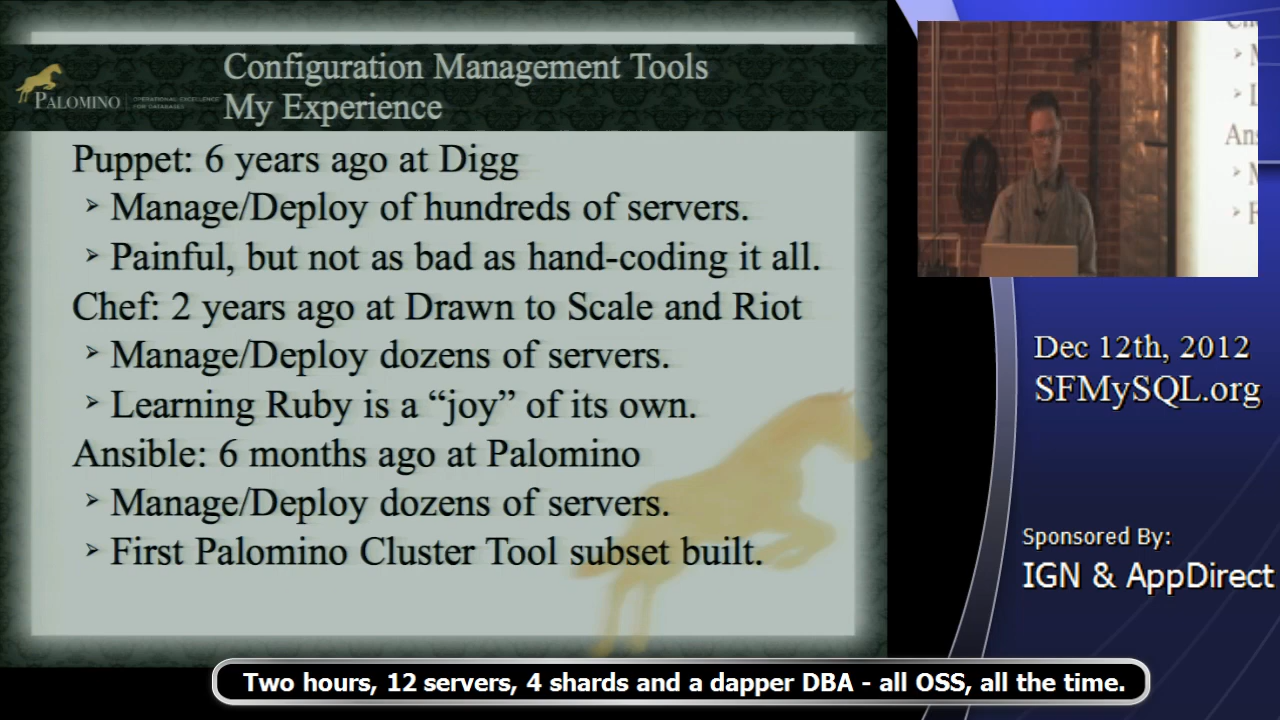 Configuration Management Tools
My Experience
PALOMINO
OPERATIONAL EXCELLENCE
FOR DATABASES
Puppet: 6 years ago at Digg
Manage/Deploy of hundreds of servers.
Painful, but not as bad as hand-coding it all.
Chef: 2 years ago at Drawn to Scale and Riot
Manage/Deploy dozens of servers.
Learning Ruby is a “joy” of its own.
Ansible: 6 months ago at Palomino
Manage/Deploy dozens of servers.
First Palomino Cluster Tool subset built.
Dec 12th, 2012
SFMySQL.org
Sponsored By:
IGN & AppDirect
Two hours, 12 servers, 4 shards and a dapper DBA - all OSS, all the time.